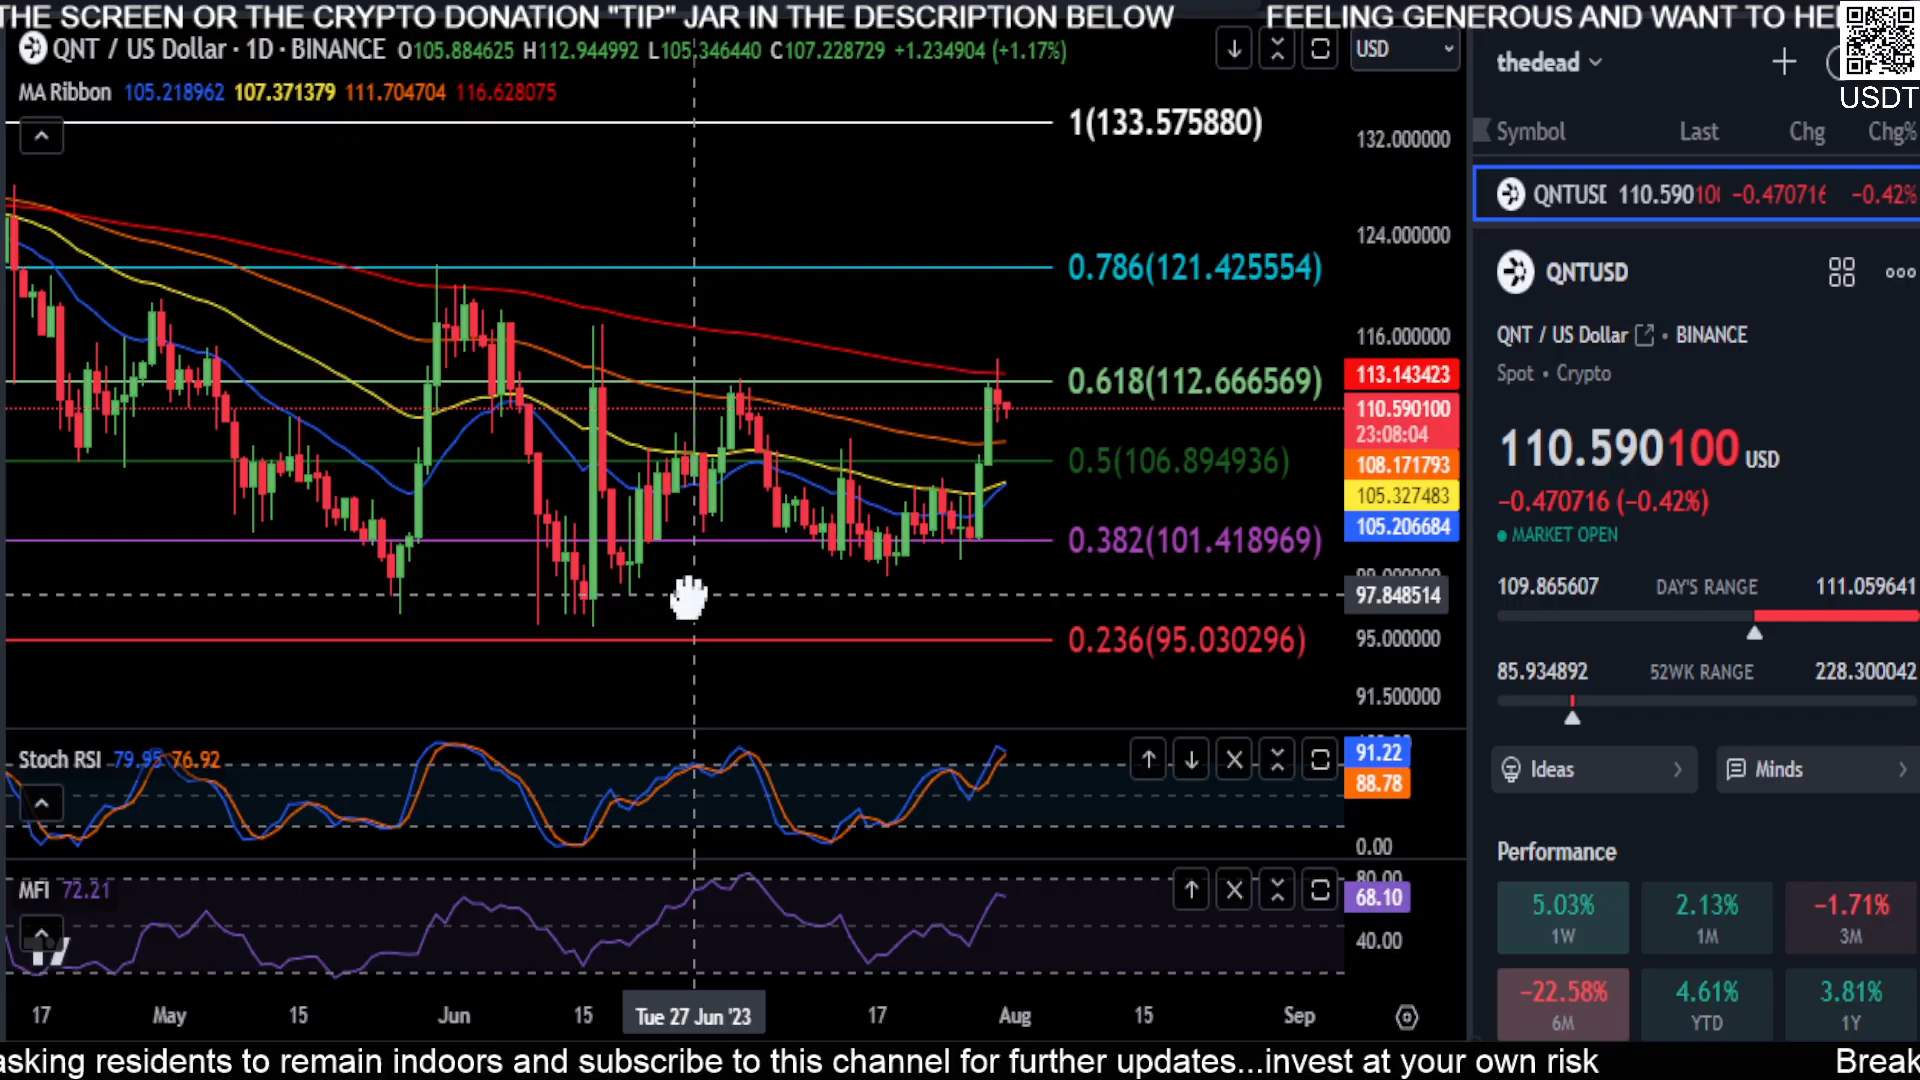 THE SCREEN OR THE CRYPTO DONATION "TIP" JAR IN THE DESCRIPTION BELOW FEELING GENEROUS AND WANT TO HE
QNT / US Dollar · 1D · BINANCE O105.884625 H112.944992 L105.346440 C107.228729 +1.234904 (+1.17%)
USD
thedead
USDT
MA Ribbon 105.218962 107.371379 111.704704 116.628075
Symbol Last Chg Chg%
1(133.575880)
132.000000
QNTUSD 110.590100 −0.470716 −0.42%
124.000000
0.786(121.425554)
QNTUSD
QNT / US Dollar • BINANCE
116.000000
Spot • Crypto
0.618(112.666569)
113.143423
110.590100
23:08:04
110.590100 USD
0.5(106.894936)
108.171793
105.327483
−0.470716 (−0.42%)
105.206684
MARKET OPEN
0.382(101.418969)
97.848514
109.865607 DAY'S RANGE 111.059641
0.236(95.030296)
95.000000
85.934892 52WK RANGE 228.300042
91.500000
Stoch RSI 79.95 76.92
91.22
88.78
0.00
Ideas
Minds
Performance
MFI 72.21
80.00
68.10
40.00
5.03% 2.13% −1.71%
1W 1M 3M
−22.58% 4.61% 3.81%
6M YTD 1Y
17 May 15 Jun 15 Tue 27 Jun '23 17 Aug 15 Sep
asking residents to remain indoors and subscribe to this channel for further updates...invest at your own risk Break